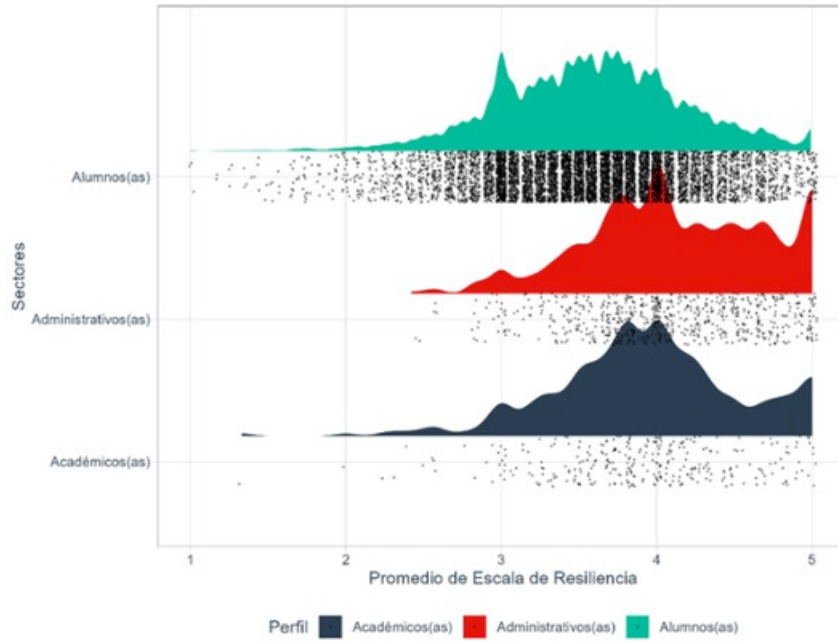 Sectores
Alumnos(as)
Administrativos(as)
Académicos(as)
1 2 3 4 5
Promedio de Escala de Resiliencia
Perfil Académicos(as) Administrativos(as) Alumnos(as)